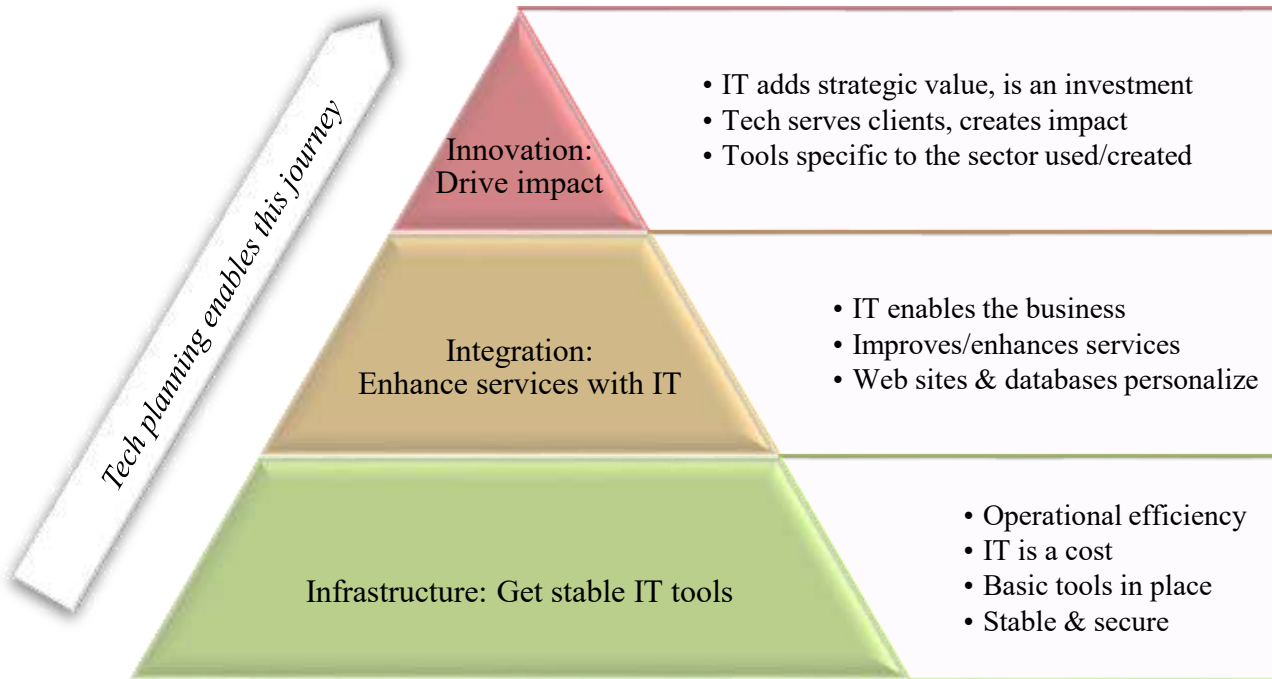 Tech planning enables this journey
Innovation:
Drive impact
• IT adds strategic value, is an investment
• Tech serves clients, creates impact
• Tools specific to the sector used/created
Integration:
Enhance services with IT
• IT enables the business
• Improves/enhances services
• Web sites & databases personalize
Infrastructure: Get stable IT tools
• Operational efficiency
• IT is a cost
• Basic tools in place
• Stable & secure